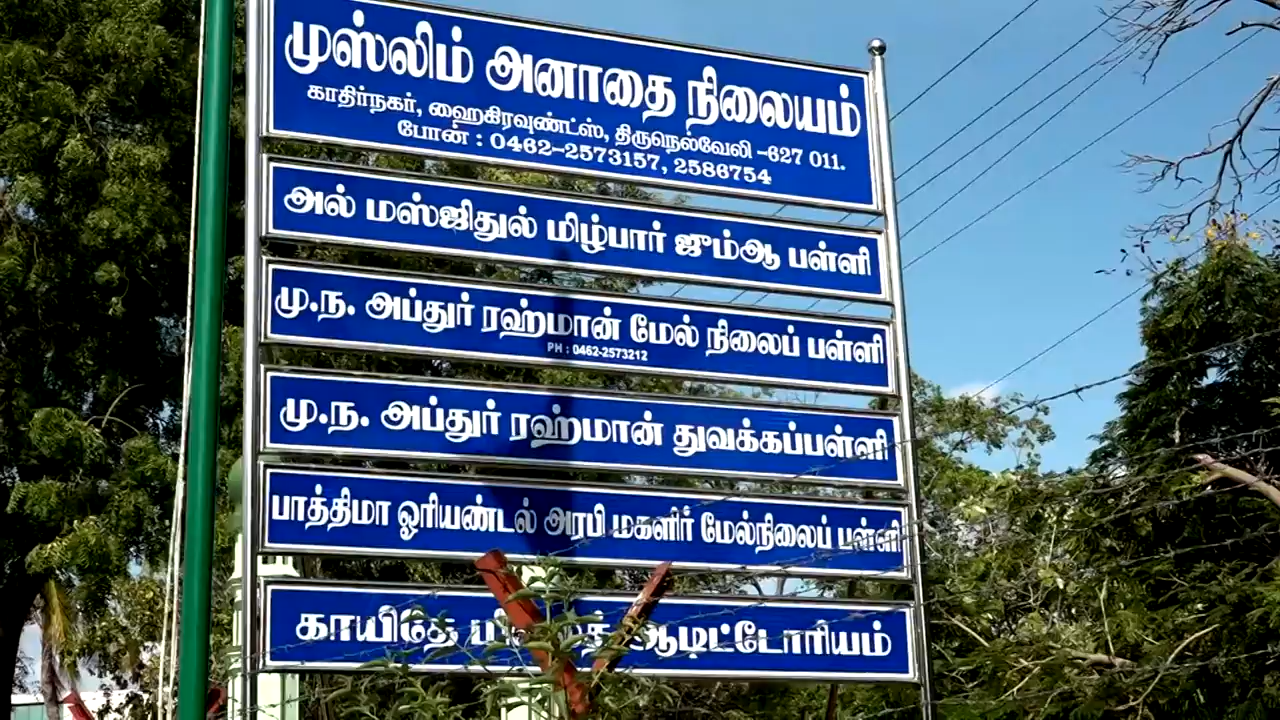 முஸ்லிம் அனாதை நிலையம்
காதிர்நகர், ஹைகிரவுண்ட்ஸ், திருநெல்வேலி -627 011.
போன் : 0462-2573157, 2586754
அல் மஸ்ஜிதுல் மிழ்பார் ஜும்ஆ பள்ளி
மு.ந. அப்துர் ரஹ்மான் மேல் நிலைப் பள்ளி
PH : 0462-2573212
மு.ந. அப்துர் ரஹ்மான் துவக்கப்பள்ளி
பாத்திமா ஓரியண்டல் அரபி மகளிர் மேல்நிலைப் பள்ளி
காயிதே ஆடிட்டோரியம்